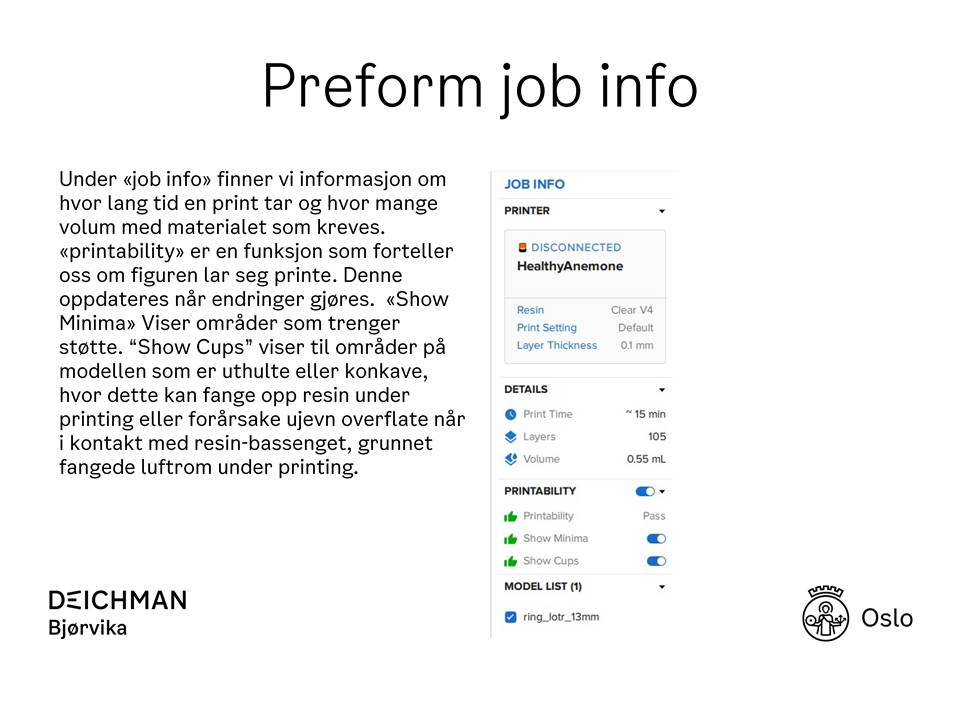 Preform job info
Under «job info» finner vi informasjon om
hvor lang tid en print tar og hvor mange
volum med materialet som kreves.
«printability» er en funksjon som forteller
oss om figuren lar seg printe. Denne
oppdateres når endringer gjøres.  «Show
Minima» Viser områder som trenger
støtte. “Show Cups” viser til områder på
modellen som er uthulte eller konkave,
hvor dette kan fange opp resin under
printing eller forårsake ujevn overflate når
i kontakt med resin-bassenget, grunnet
fangede luftrom under printing.
JOB INFO
PRINTER
DISCONNECTED
HealthyAnemone
Resin Clear V4
Print Setting Default
Layer Thickness 0.1 mm
DETAILS
Print Time ~ 15 min
Layers 105
Volume 0.55 mL
PRINTABILITY
Printability Pass
Show Minima
Show Cups
MODEL LIST (1)
ring_lotr_13mm
DEICHMAN
Bjørvika
Oslo